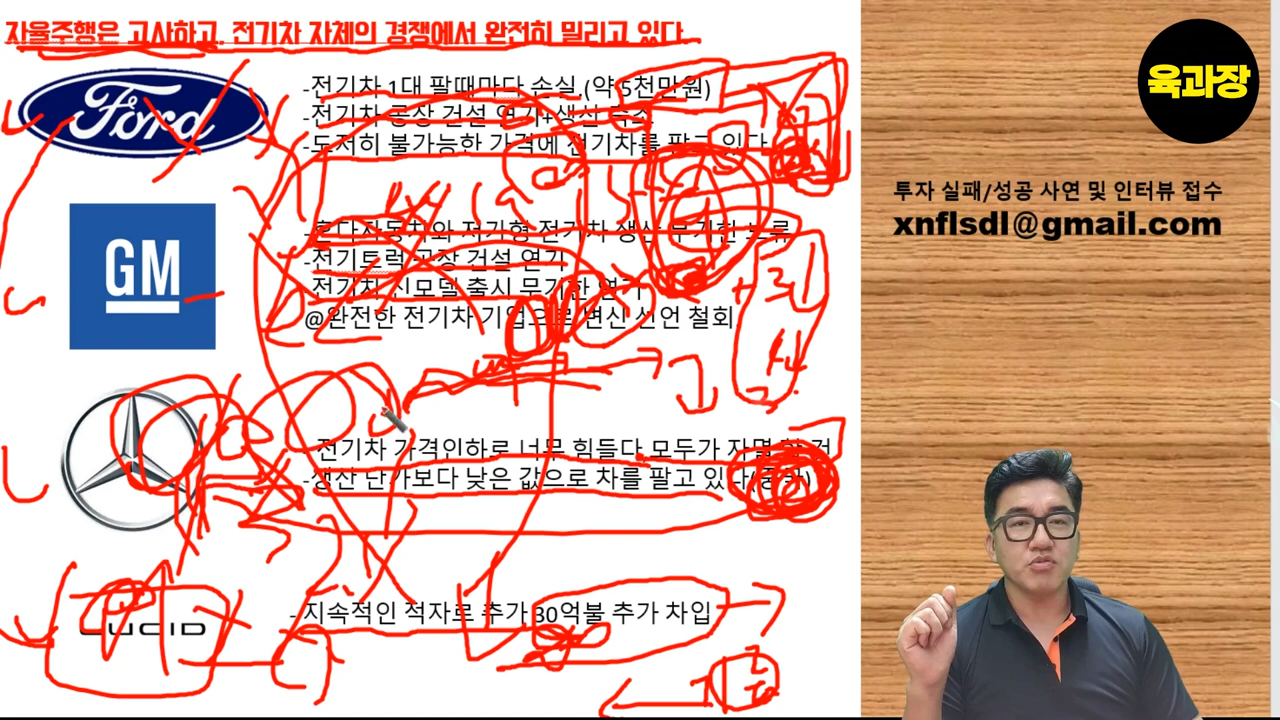 자율주행은 고사하고, 전기차 자체의 경쟁에서 완전히 밀리고 있다.
Ford
-전기차 1대 팔때마다 손실 (약 5천만원)
-전기차 공장 건설 연기+생산 축소
-도저히 불가능한 가격에 전기차를 팔고 있다
GM
-혼다자동차와 저가형 전기차 생산 무기한 보류
-전기트럭 공장 건설 연기
-전기차 신모델 출시 무기한 연기
@완전한 전기차 기업으로 변신 선언 철회
-전기차 가격인하로 너무 힘들다 모두가 자멸 할 건
-생산 단가보다 낮은 값으로 차를 팔고 있다
LUCID
-지속적인 적자로 추가 30억불 추가 차입
육과장
투자 실패/성공 사연 및 인터뷰 접수
xnflsdl@gmail.com